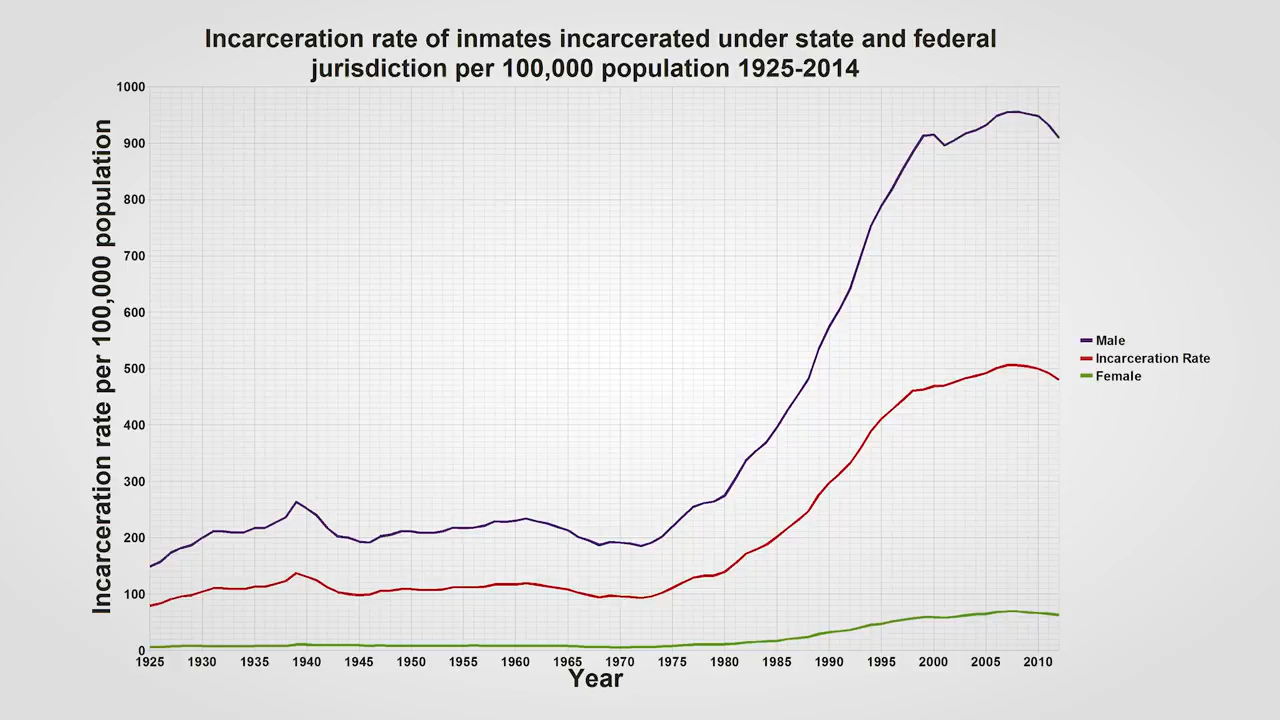 Incarceration rate of inmates incarcerated under state and federal
jurisdiction per 100,000 population 1925-2014
Incarceration rate per 100,000 population
1000
900
800
700
600
500
400
300
200
100
0
1925 1930 1935 1940 1945 1950 1955 1960 1965 1970 1975 1980 1985 1990 1995 2000 2005 2010
Year
Male
Incarceration Rate
Female